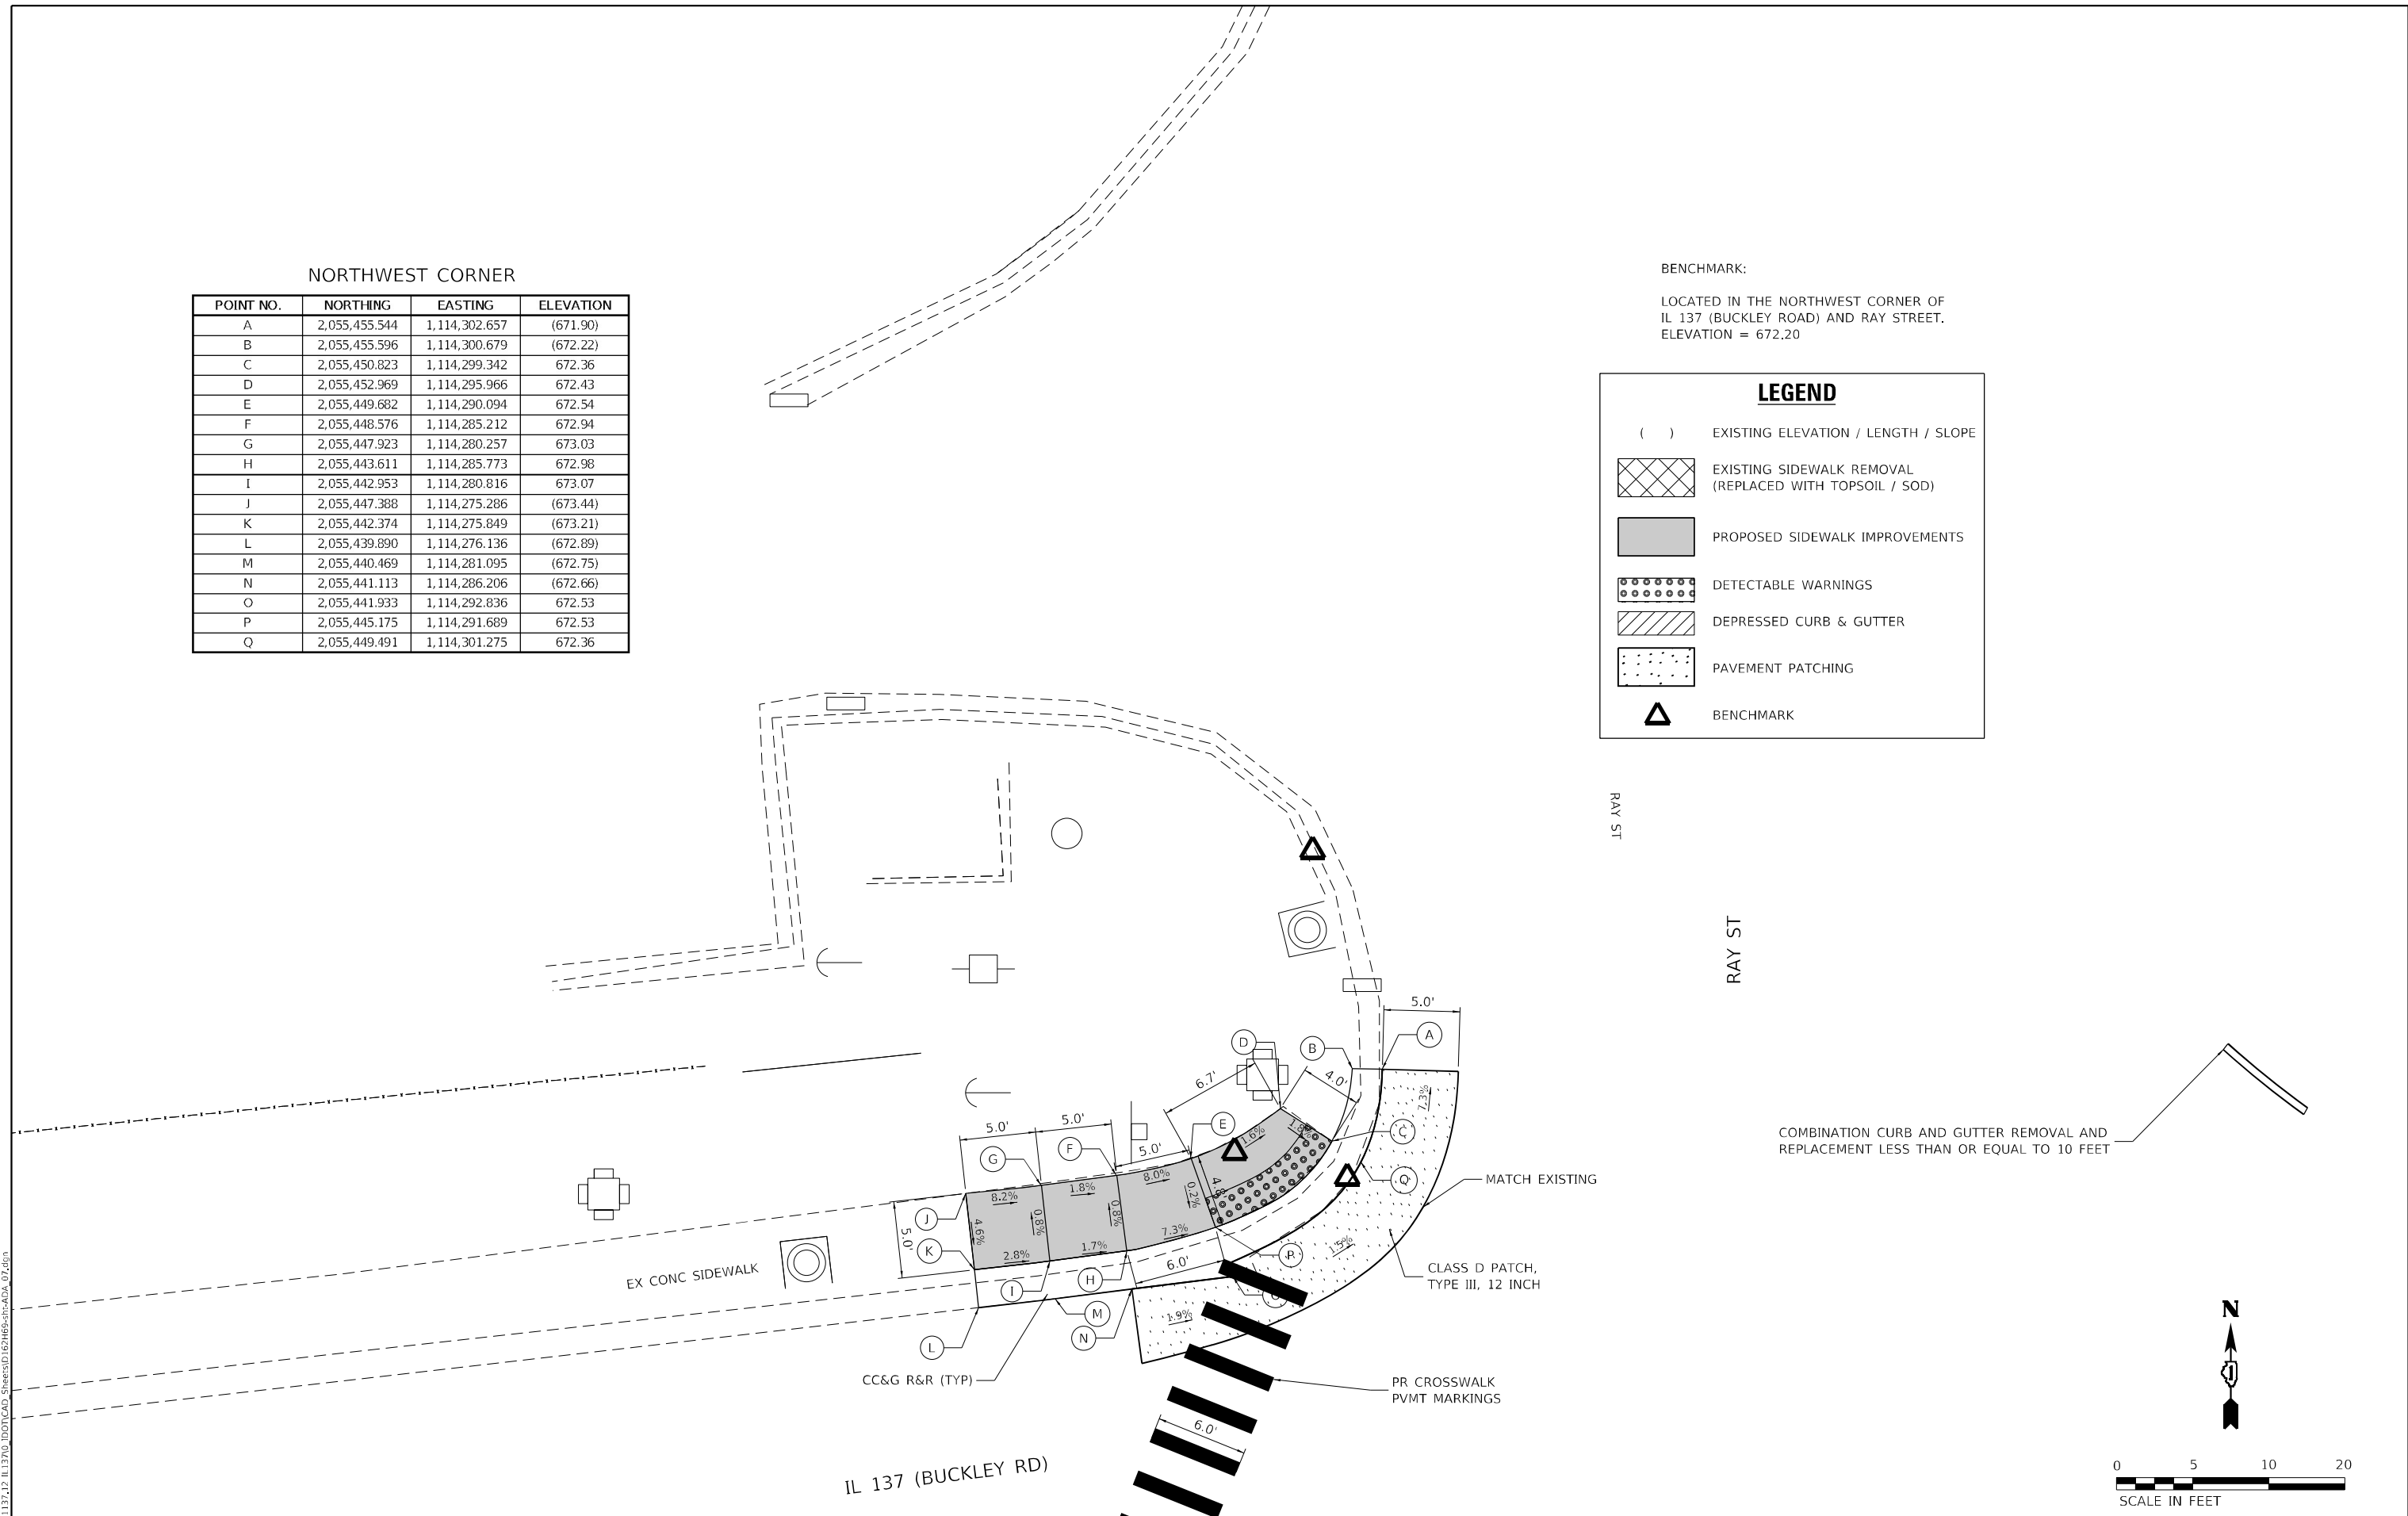 NORTHWEST CORNER
POINT NO. NORTHING EASTING ELEVATION
A 2,055,455.544 1,114,302.657 (671.90)
B 2,055,455.596 1,114,300.679 (672.22)
C 2,055,450.823 1,114,299.342 672.36
D 2,055,452.969 1,114,295.966 672.43
E 2,055,449.682 1,114,290.094 672.54
F 2,055,448.576 1,114,285.212 672.94
G 2,055,447.923 1,114,280.257 673.03
H 2,055,443.611 1,114,285.773 672.98
I 2,055,442.953 1,114,280.816 673.07
J 2,055,447.388 1,114,275.286 (673.44)
K 2,055,442.374 1,114,275.849 (673.21)
L 2,055,439.890 1,114,276.136 (672.89)
M 2,055,440.469 1,114,281.095 (672.75)
N 2,055,441.113 1,114,286.206 (672.66)
O 2,055,441.933 1,114,292.836 672.53
P 2,055,445.175 1,114,291.689 672.53
Q 2,055,449.491 1,114,301.275 672.36
BENCHMARK:
LOCATED IN THE NORTHWEST CORNER OF
IL 137 (BUCKLEY ROAD) AND RAY STREET.
ELEVATION = 672.20
LEGEND
( ) EXISTING ELEVATION / LENGTH / SLOPE
EXISTING SIDEWALK REMOVAL
(REPLACED WITH TOPSOIL / SOD)
PROPOSED SIDEWALK IMPROVEMENTS
DETECTABLE WARNINGS
DEPRESSED CURB & GUTTER
PAVEMENT PATCHING
BENCHMARK
RAY ST
RAY ST
5.0'
A
D
B
6.7'
4.0'
7.3%
5.0'
5.0'
F
E
5.0'
G
1.6%
1.8%
C
COMBINATION CURB AND GUTTER REMOVAL AND
REPLACEMENT LESS THAN OR EQUAL TO 10 FEET
8.2%
1.8%
8.0%
0.2%
4.8'
Q
MATCH EXISTING
J
4.6%
0.8%
0.8%
7.3%
5.0'
K
2.8%
1.7%
P
1.5%
6.0'
EX CONC SIDEWALK
I
H
CLASS D PATCH,
TYPE III, 12 INCH
O
M
1.9%
N
L
CC&G R&R (TYP)
PR CROSSWALK
PVMT MARKINGS
6.0'
IL 137 (BUCKLEY RD)
N
0 5 10 20
SCALE IN FEET